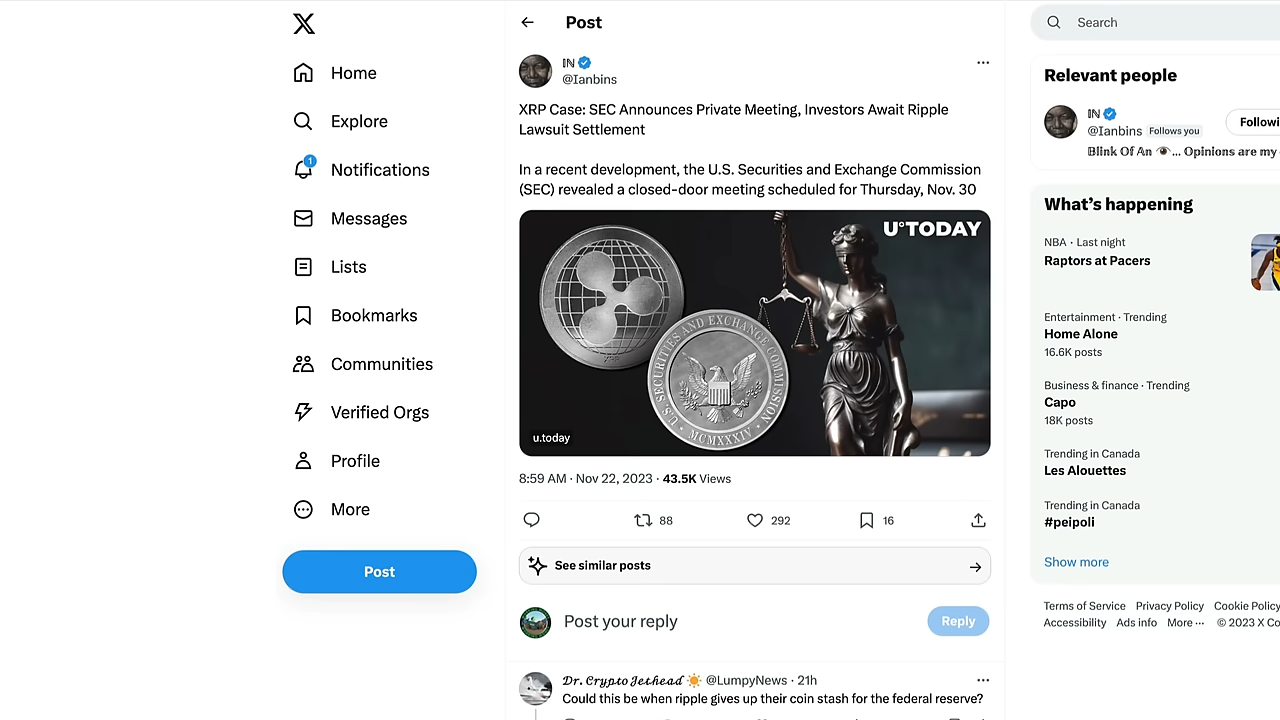 X
Home
Explore
1
Notifications
Messages
Lists
Bookmarks
Communities
Verified Orgs
Profile
More
Post
Post
𝕀ℕ
@Ianbins
XRP Case: SEC Announces Private Meeting, Investors Await Ripple
Lawsuit Settlement
In a recent development, the U.S. Securities and Exchange Commission
(SEC) revealed a closed-door meeting scheduled for Thursday, Nov. 30
U°TODAY
U.S. SECURITIES AND EXCHANGE COMMISSION
MCMXXXIV
u.today
8:59 AM · Nov 22, 2023 · 43.5K Views
88
292
16
See similar posts
Post your reply
Reply
Dr. Crypto Jethead ☀️ @LumpyNews · 21h
Could this be when ripple gives up their coin stash for the federal reserve?
Search
Relevant people
𝕀ℕ
@Ianbins Follows you
Followi
Blink Of An 👁️... Opinions are my
What's happening
NBA · Last night
Raptors at Pacers
Entertainment · Trending
Home Alone
16.6K posts
Business & finance · Trending
Capo
18K posts
Trending in Canada
Les Alouettes
Trending in Canada
#peipoli
Show more
Terms of Service Privacy Policy Cookie Policy
Accessibility Ads info More ··· © 2023 X Co